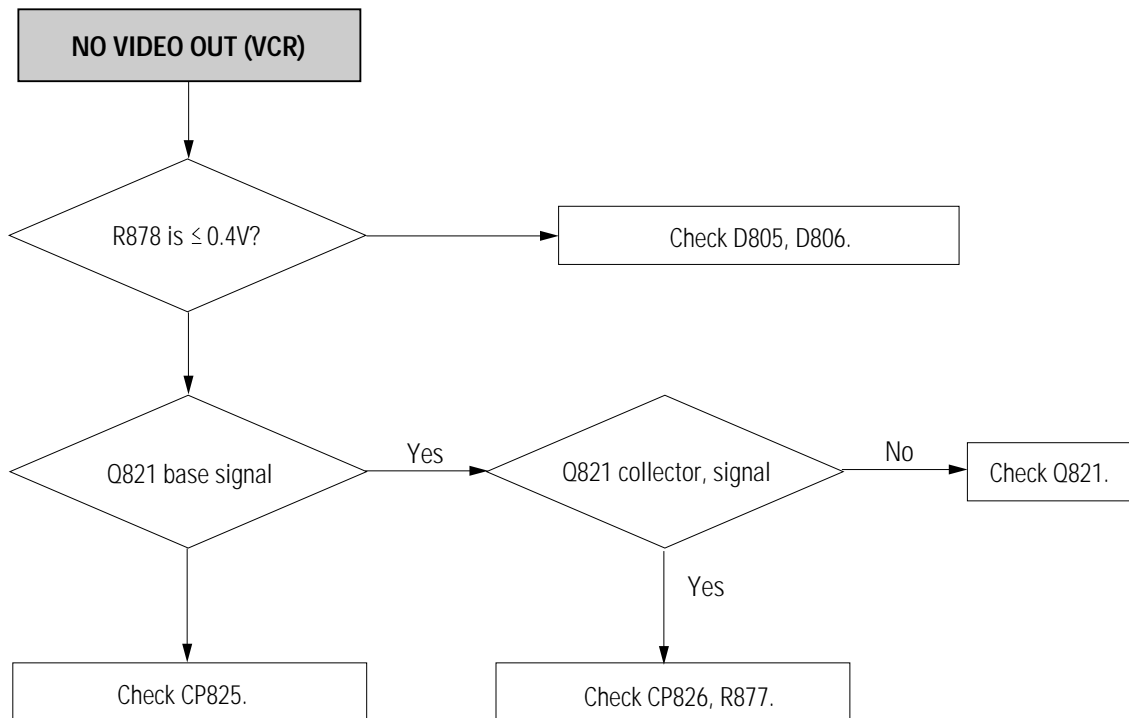 NO VIDEO OUT (VCR)
R878 is ≤ 0.4V?
Check D805, D806.
Q821 base signal
Yes
Q821 collector, signal
No
Check Q821.
Yes
Check CP825.
Check CP826, R877.